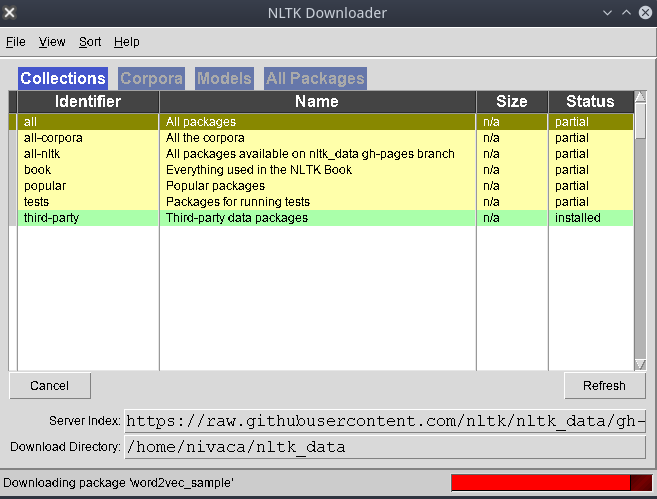 NLTK Downloader
File View Sort Help
Collections Corpora Models All Packages
Identifier Name Size Status
all All packages n/a partial
all-corpora All the corpora n/a partial
all-nltk All packages available on nltk_data gh-pages branch n/a partial
book Everything used in the NLTK Book n/a partial
popular Popular packages n/a partial
tests Packages for running tests n/a partial
third-party Third-party data packages n/a installed
Cancel Refresh
Server Index: https://raw.githubusercontent.com/nltk/nltk_data/gh-
Download Directory: /home/nivaca/nltk_data
Downloading package 'word2vec_sample'